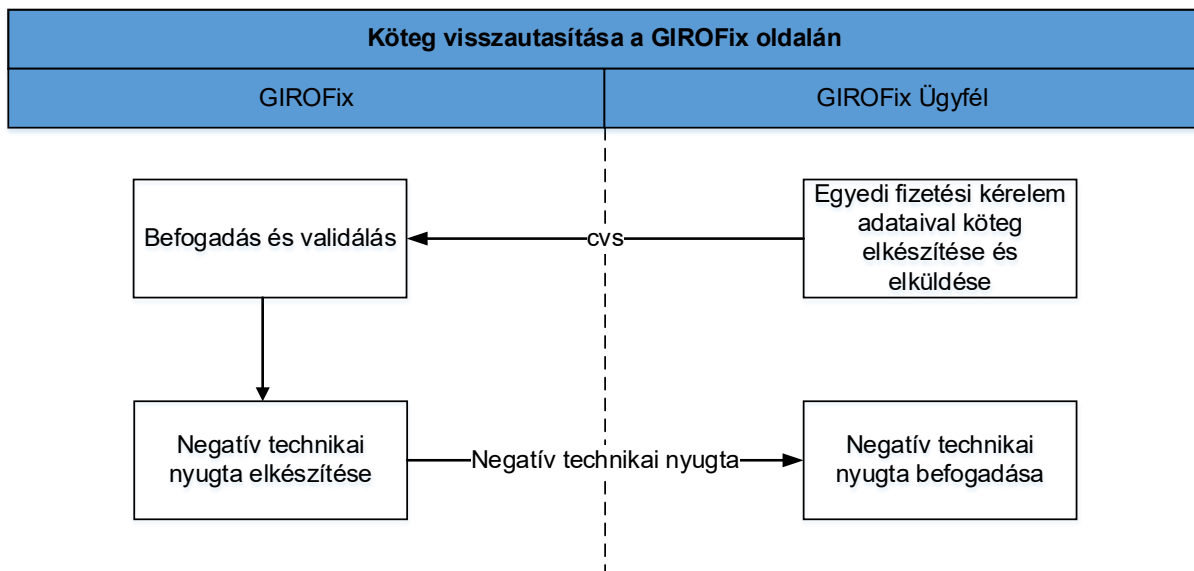 Köteg visszautasítása a GIROFix oldalán
GIROFix
GIROFix Ügyfél
Befogadás és validálás
cvs
Egyedi fizetési kérelem
adataival köteg
elkészítése és
elküldése
Negatív technikai
nyugta elkészítése
Negatív technikai nyugta
Negatív technikai
nyugta befogadása